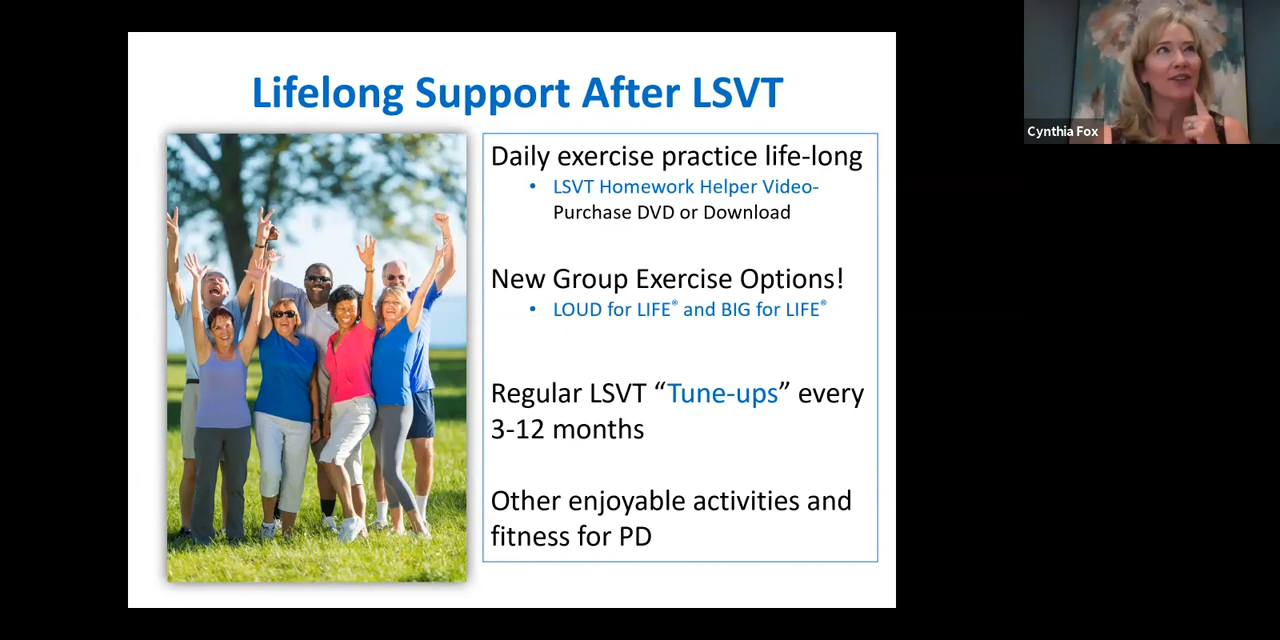 Lifelong Support After LSVT
Daily exercise practice life-long
• LSVT Homework Helper Video-
Purchase DVD or Download
New Group Exercise Options!
• LOUD for LIFE® and BIG for LIFE®
Regular LSVT “Tune-ups” every
3-12 months
Other enjoyable activities and
fitness for PD
Cynthia Fox